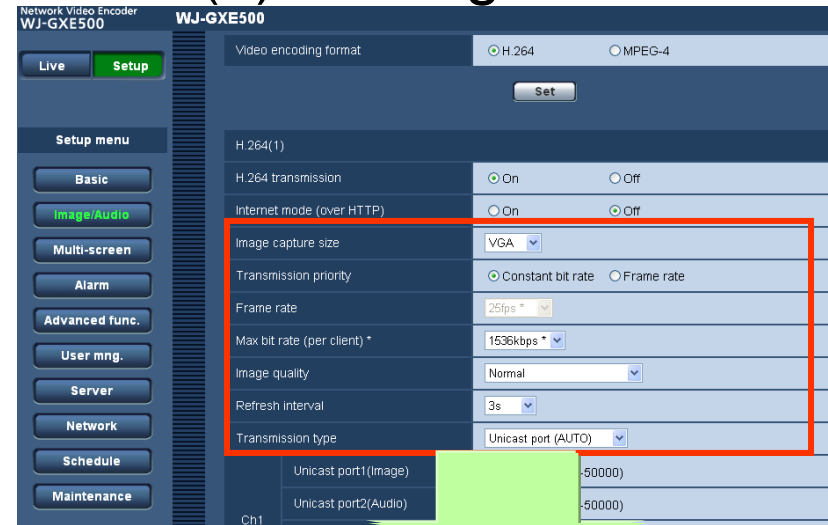 Network Video Encoder
WJ-GXE500
WJ-GXE500
Live Setup
Setup menu
Basic
Image/Audio
Multi-screen
Alarm
Advanced func.
User mng.
Server
Network
Schedule
Maintenance
Video encoding format H.264 MPEG-4
Set
H.264(1)
H.264 transmission On Off
Internet mode (over HTTP) On Off
Image capture size VGA
Transmission priority Constant bit rate Frame rate
Frame rate 25fps *
Max bit rate (per client) * 1536kbps *
Image quality Normal
Refresh interval 3s
Transmission type Unicast port (AUTO)
Ch1
Unicast port1(Image) -50000)
Unicast port2(Audio) -50000)